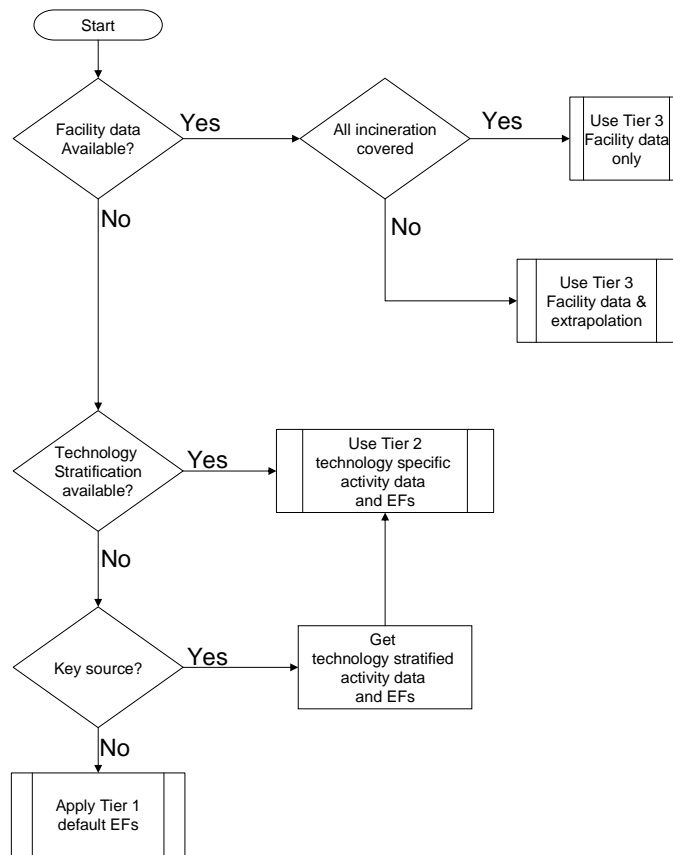 Start
Facility data
Available?
Yes
All incineration
covered
Yes
Use Tier 3
Facility data
only
No
No
Use Tier 3
Facility data &
extrapolation
Technology
Stratification
available?
Yes
Use Tier 2
technology specific
activity data
and EFs
No
Key source?
Yes
Get
technology stratified
activity data
and EFs
No
Apply Tier 1
default EFs